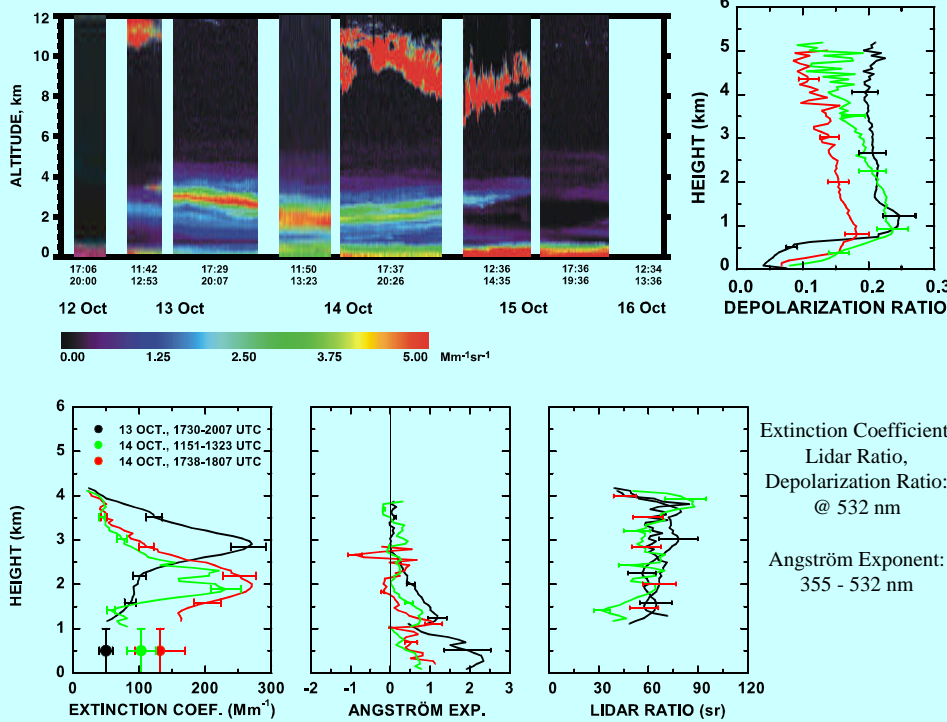 12
10
8
6
4
2
0
ALTITUDE, km
17:06 11:42 17:29 11:50 17:37 12:36 17:36 12:34
20:00 12:53 20:07 13:23 20:26 14:35 19:36 13:36
12 Oct 13 Oct 14 Oct 15 Oct 16 Oct
0.00 1.25 2.50 3.75 5.00 Mm⁻¹sr⁻¹
6
5
4
3
2
1
0
HEIGHT (km)
0.0 0.1 0.2 0.3
DEPOLARIZATION RATIO
6
5
4
3
2
1
0
HEIGHT (km)
13 OCT., 1730-2007 UTC
14 OCT., 1151-1323 UTC
14 OCT., 1738-1807 UTC
0 100 200 300
EXTINCTION COEF. (Mm⁻¹)
-2 -1 0 1 2 3
ANGSTRÖM EXP.
30 60 90 120
LIDAR RATIO (sr)
Extinction Coefficient
Lidar Ratio,
Depolarization Ratio:
@ 532 nm
Angström Exponent:
355 - 532 nm